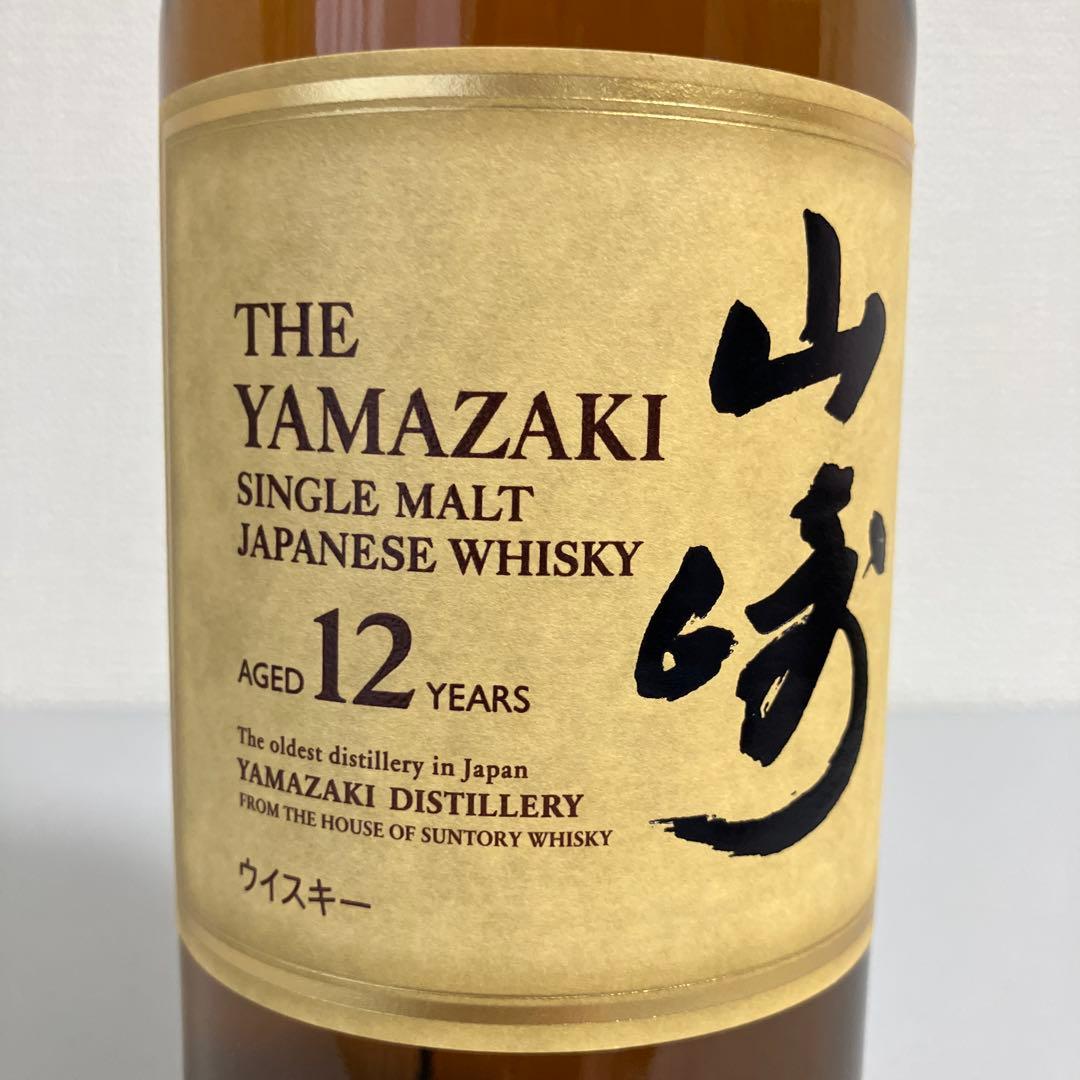 THE
YAMAZAKI
SINGLE MALT
JAPANESE WHISKY
AGED 12 YEARS
The oldest distillery in Japan
YAMAZAKI DISTILLERY
FROM THE HOUSE OF SUNTORY WHISKY
ウイスキー
山崎